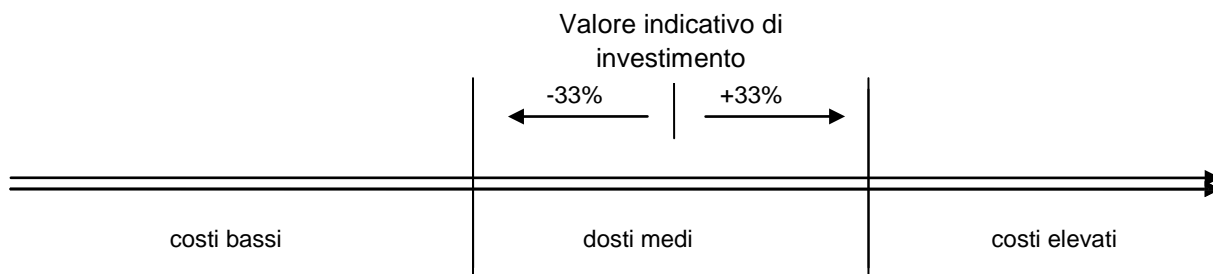 Valore indicativo di
investimento
-33%
+33%
costi bassi
dosti medi
costi elevati